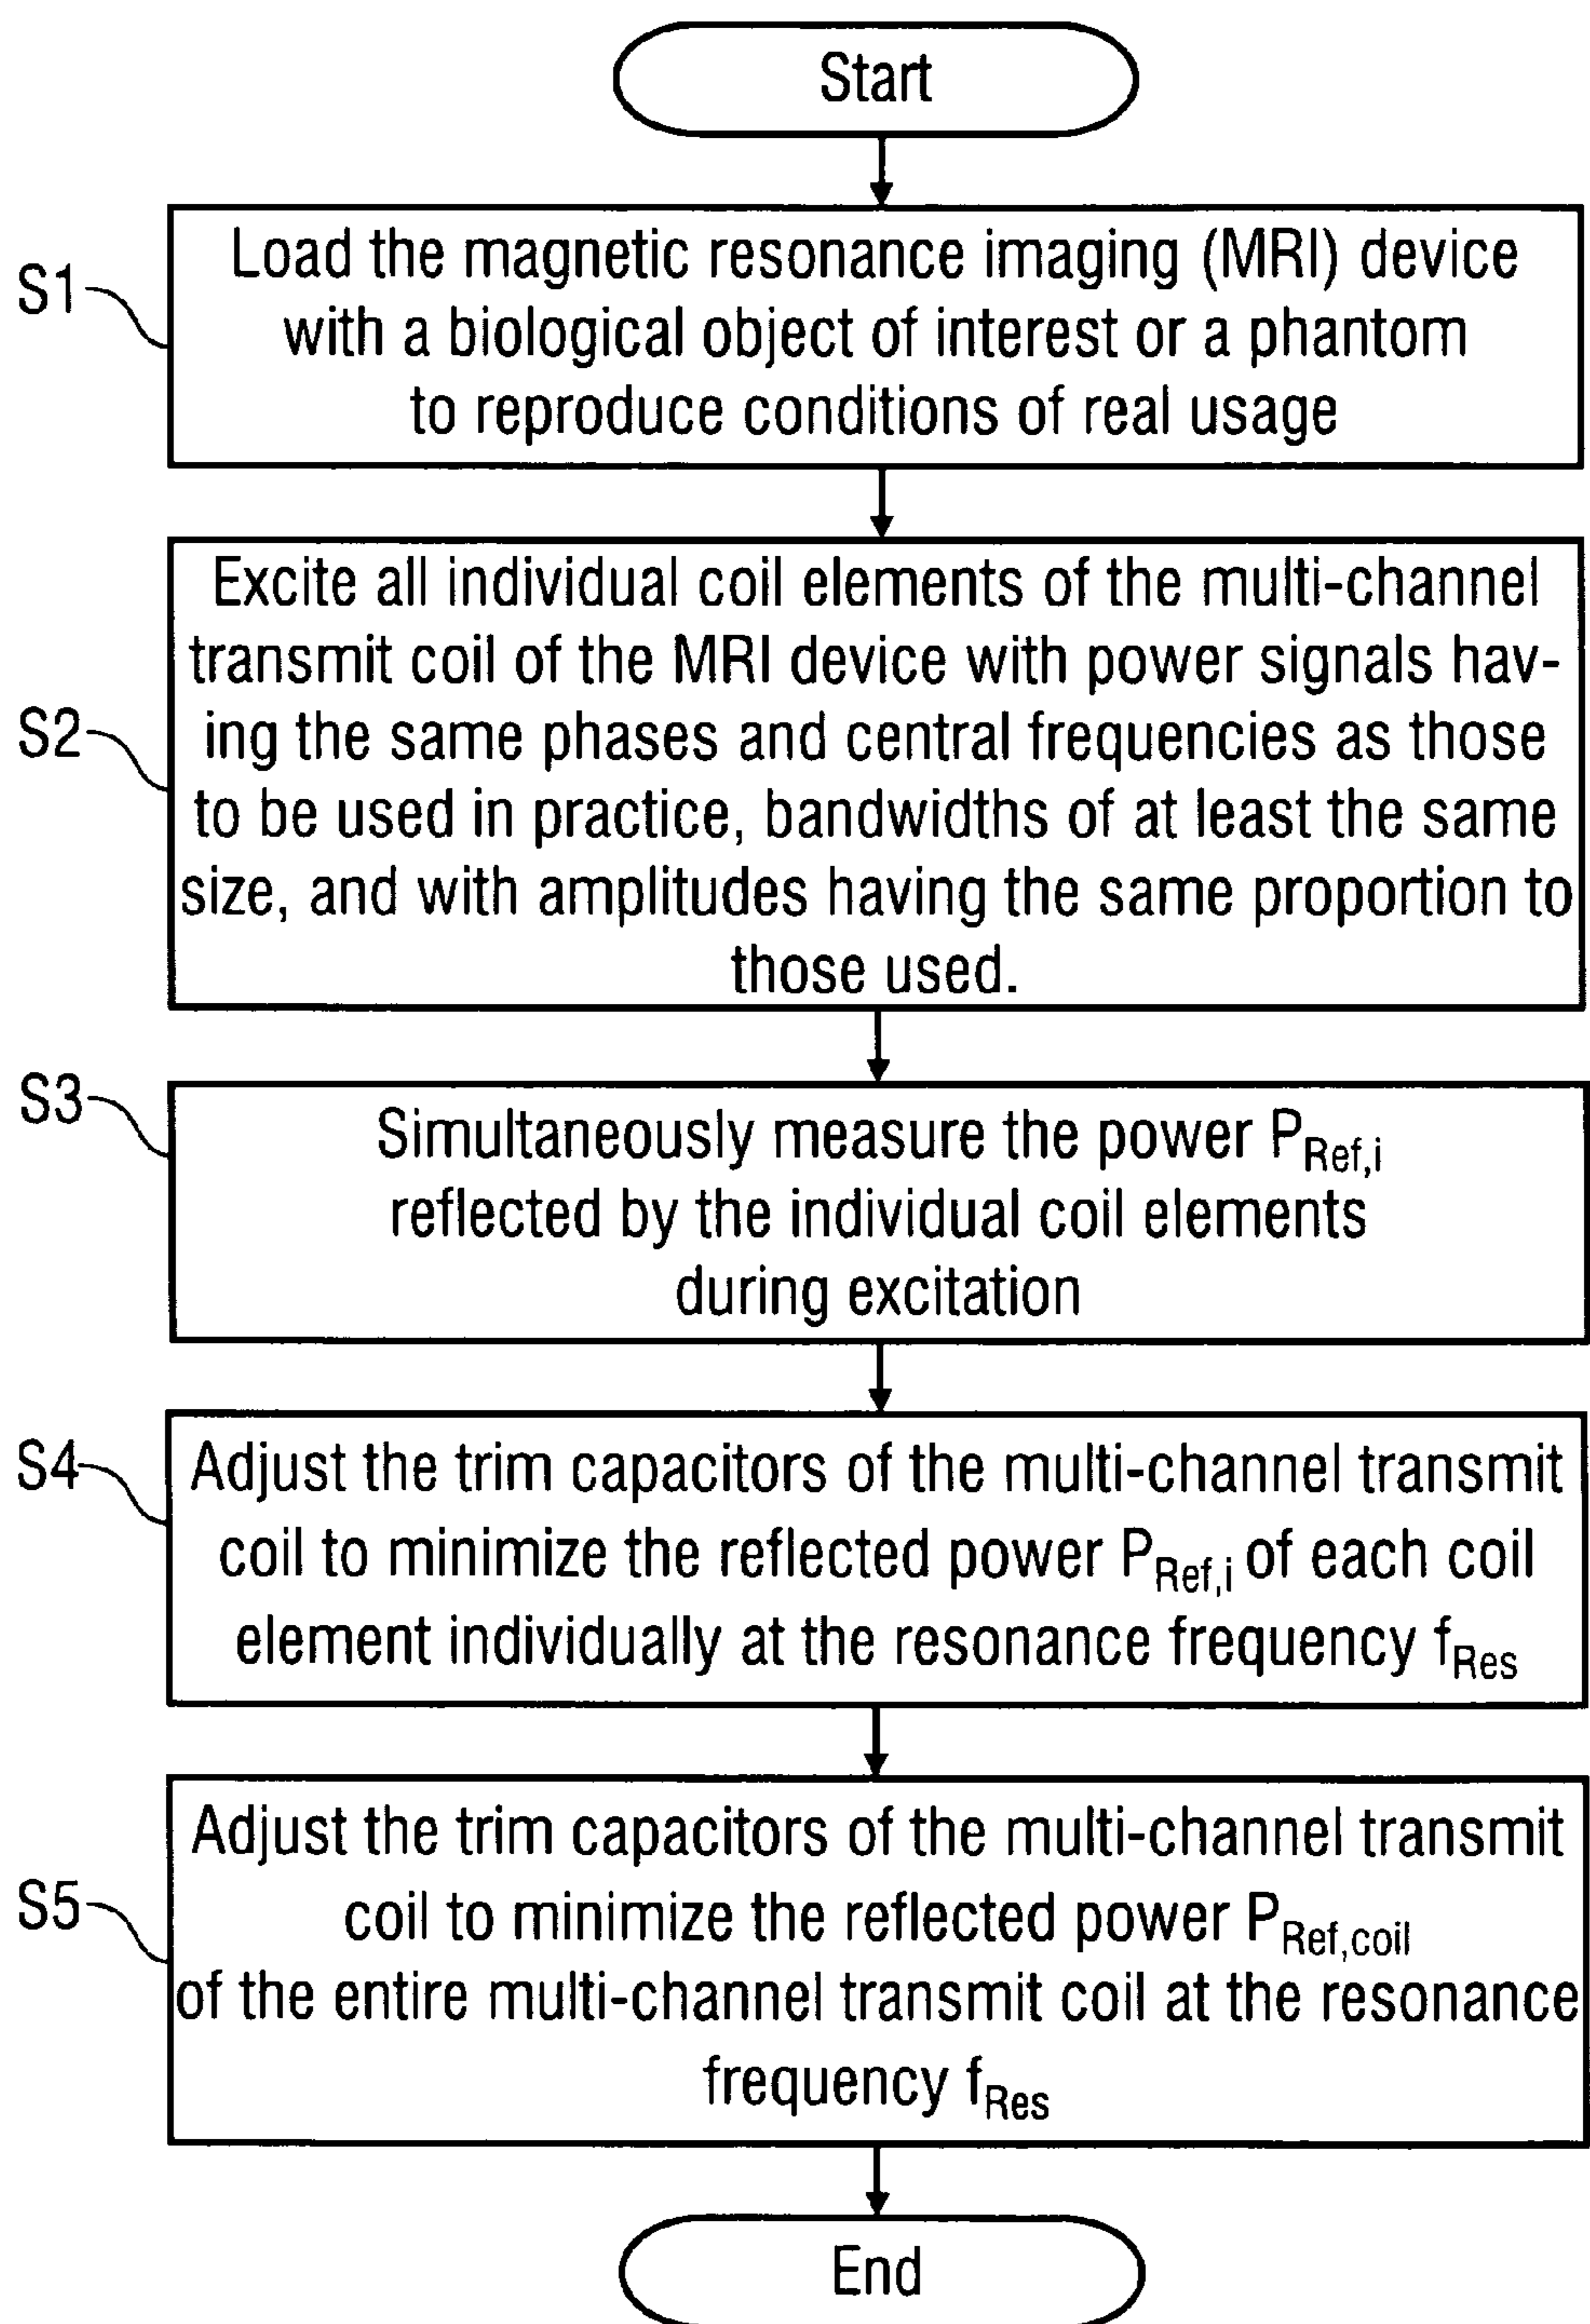 Start
S1
Load the magnetic resonance imaging (MRI) device
with a biological object of interest or a phantom
to reproduce conditions of real usage
S2
Excite all individual coil elements of the multi-channel
transmit coil of the MRI device with power signals hav-
ing the same phases and central frequencies as those
to be used in practice, bandwidths of at least the same
size, and with amplitudes having the same proportion to
those used.
S3
Simultaneously measure the power P_Ref,i
reflected by the individual coil elements
during excitation
S4
Adjust the trim capacitors of the multi-channel transmit
coil to minimize the reflected power P_Ref,i of each coil
element individually at the resonance frequency f_Res
S5
Adjust the trim capacitors of the multi-channel transmit
coil to minimize the reflected power P_Ref,coil
of the entire multi-channel transmit coil at the resonance
frequency f_Res
End